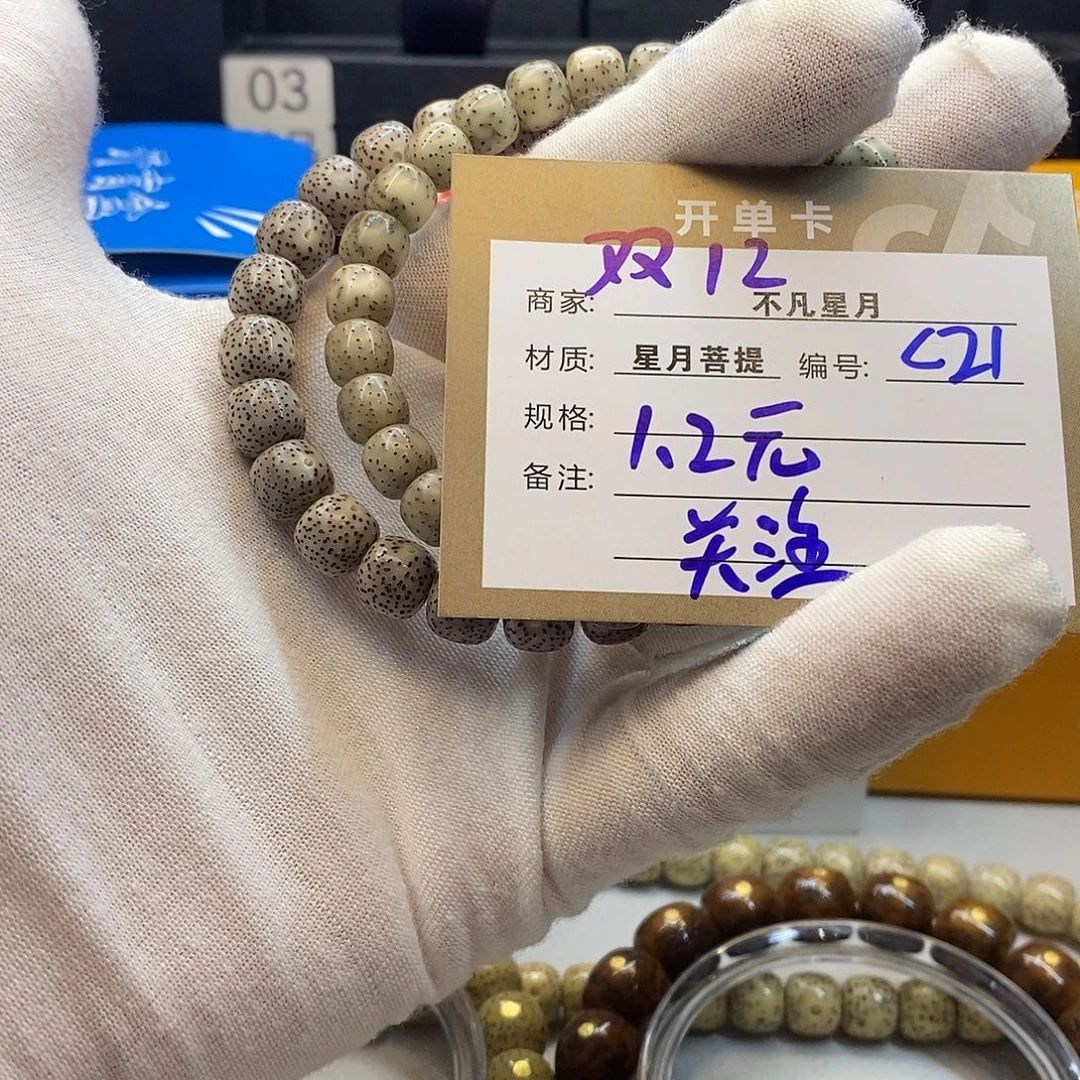 03
开单卡
双12
商家: 不凡星月
材质: 星月菩提 编号: C21
规格: 1.2元
备注:
关注